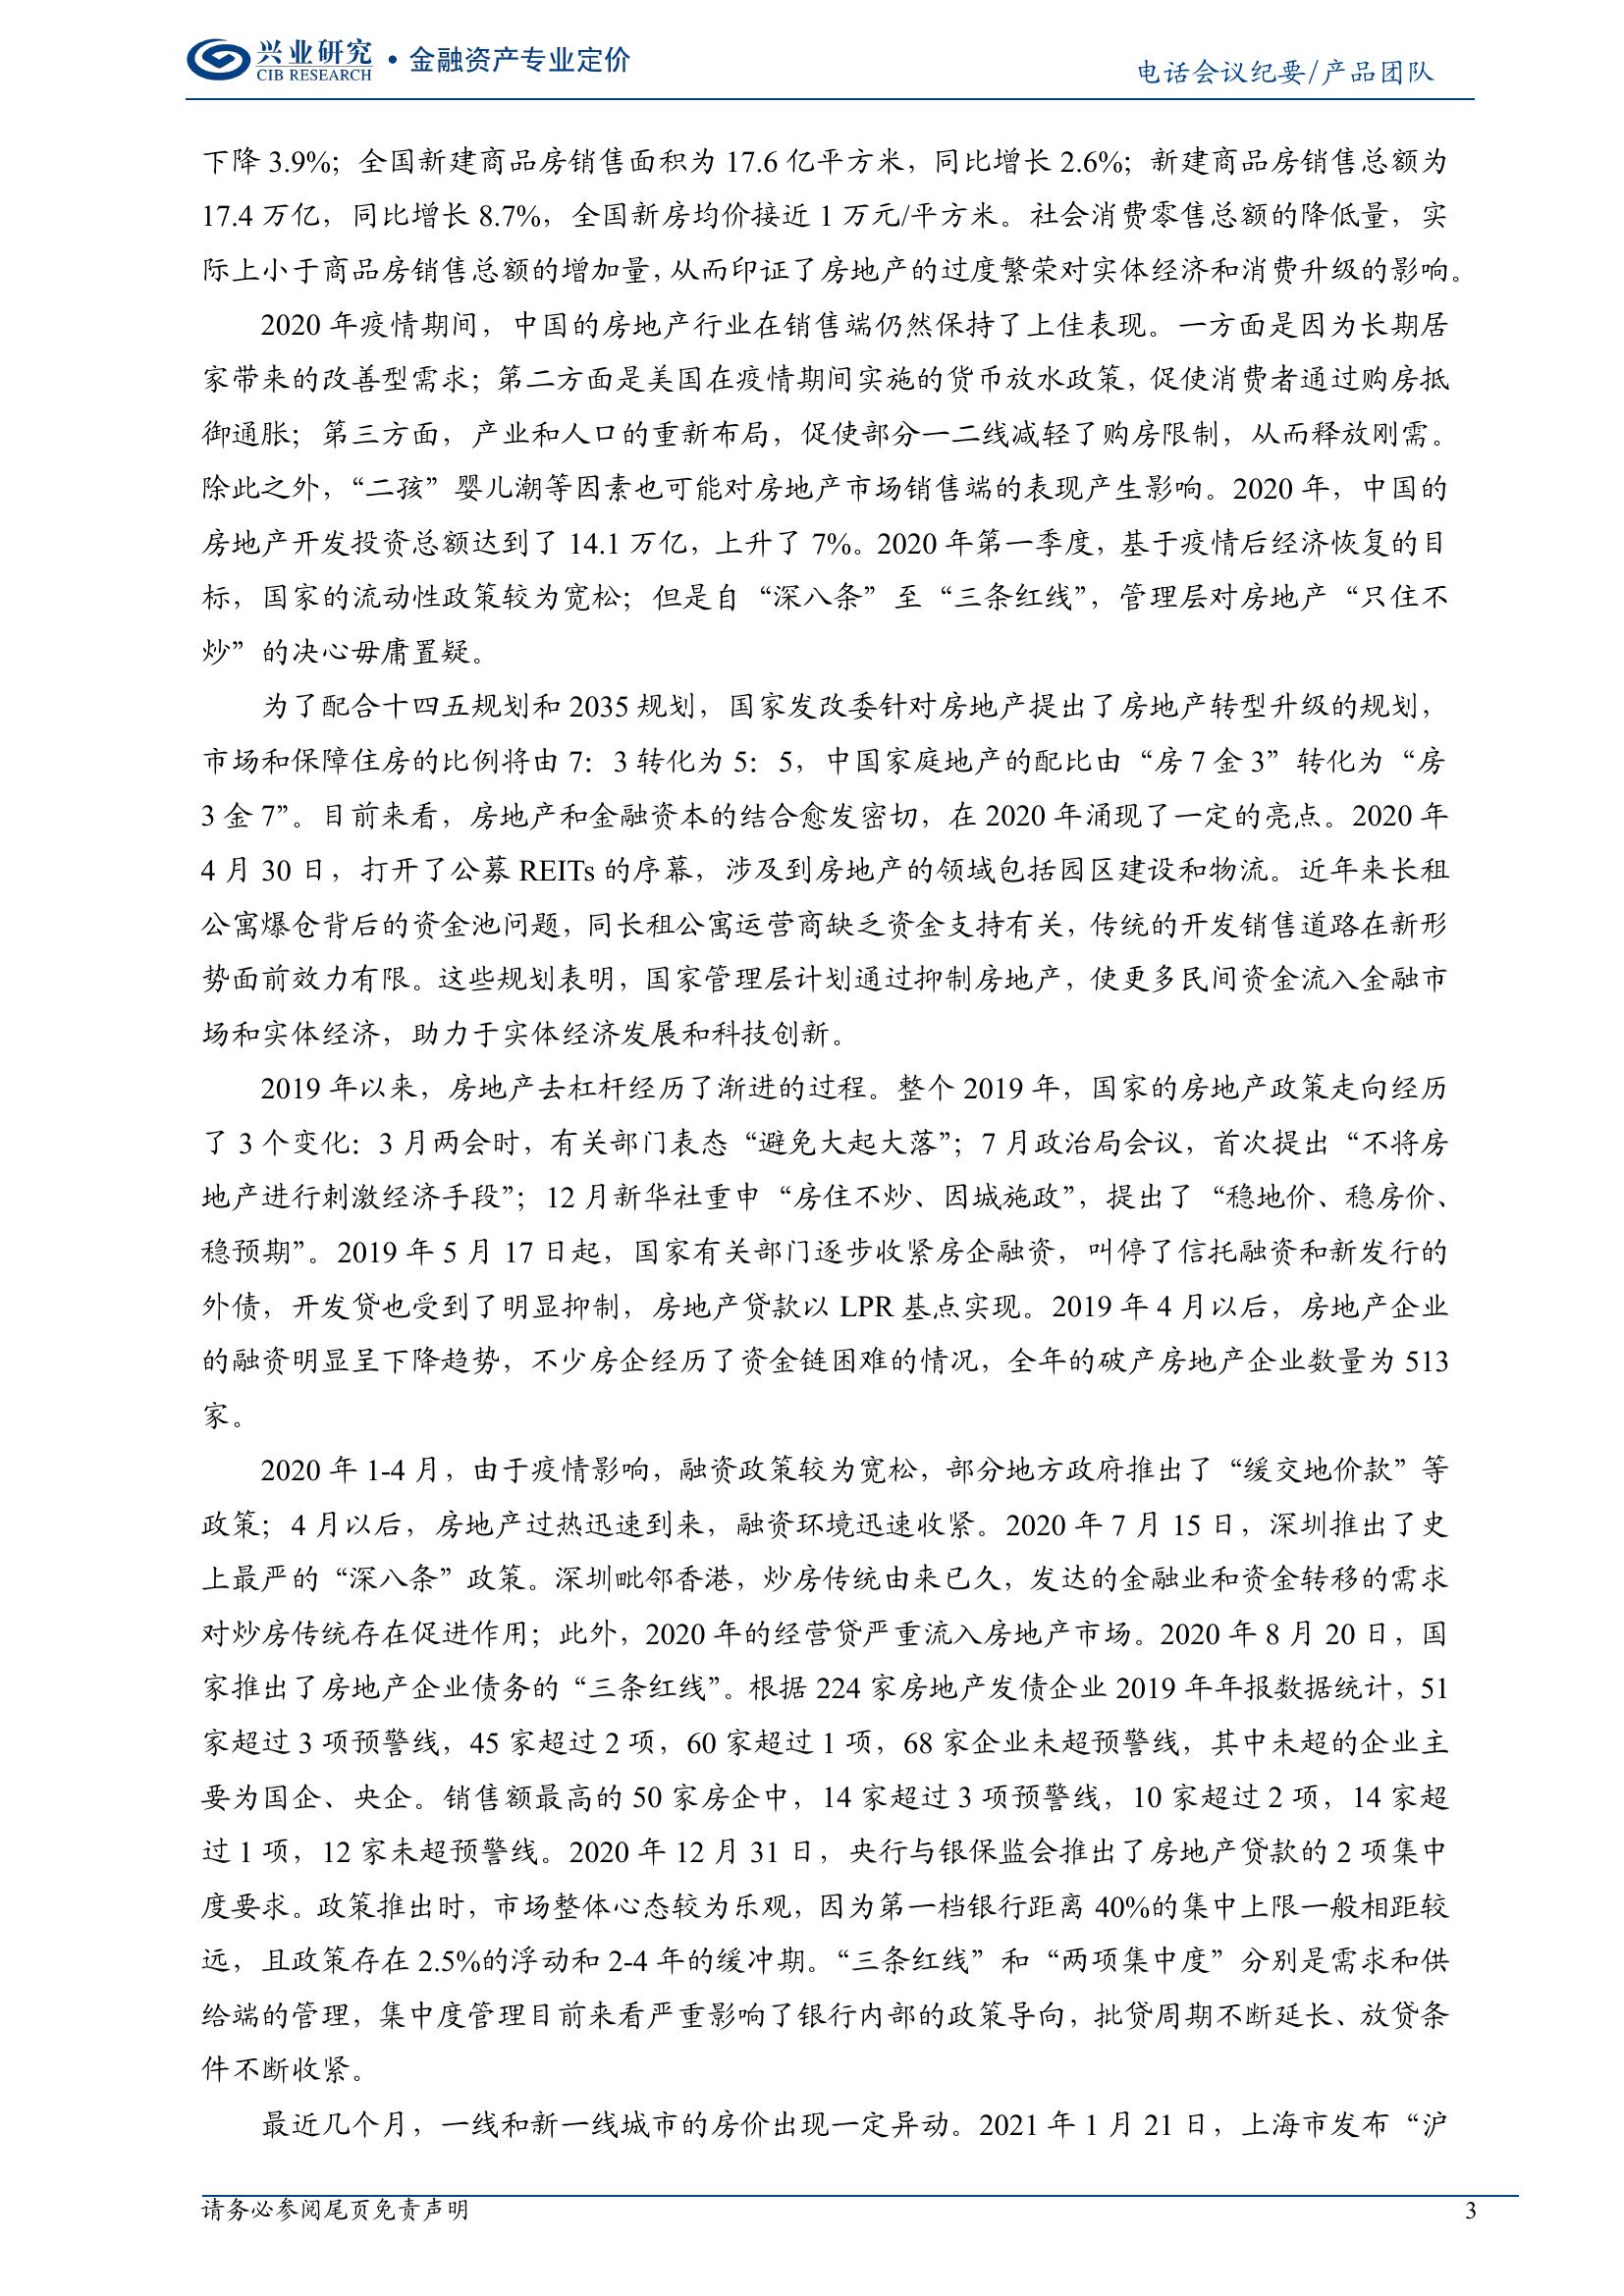 兴业研究
CIB RESEARCH
·金融资产专业定价
电话会议纪要/产品团队
下降 3.9%；全国新建商品房销售面积为 17.6 亿平方米，同比增长 2.6%；新建商品房销售总额为
17.4 万亿，同比增长 8.7%，全国新房均价接近 1 万元/平方米。社会消费零售总额的降低量，实
际上小于商品房销售总额的增加量，从而印证了房地产的过度繁荣对实体经济和消费升级的影响。
2020 年疫情期间，中国的房地产行业在销售端仍然保持了上佳表现。一方面是因为长期居
家带来的改善型需求；第二方面是美国在疫情期间实施的货币放水政策，促使消费者通过购房抵
御通胀；第三方面，产业和人口的重新布局，促使部分一二线减轻了购房限制，从而释放刚需。
除此之外，“二孩”婴儿潮等因素也可能对房地产市场销售端的表现产生影响。2020 年，中国的
房地产开发投资总额达到了 14.1 万亿，上升了 7%。2020 年第一季度，基于疫情后经济恢复的目
标，国家的流动性政策较为宽松；但是自“深八条”至“三条红线”，管理层对房地产“只住不
炒”的决心毋庸置疑。
为了配合十四五规划和 2035 规划，国家发改委针对房地产提出了房地产转型升级的规划，
市场和保障住房的比例将由 7：3 转化为 5：5，中国家庭地产的配比由“房 7 金 3”转化为“房
3 金 7”。目前来看，房地产和金融资本的结合愈发密切，在 2020 年涌现了一定的亮点。2020 年
4 月 30 日，打开了公募 REITs 的序幕，涉及到房地产的领域包括园区建设和物流。近年来长租
公寓爆仓背后的资金池问题，同长租公寓运营商缺乏资金支持有关，传统的开发销售道路在新形
势面前效力有限。这些规划表明，国家管理层计划通过抑制房地产，使更多民间资金流入金融市
场和实体经济，助力于实体经济发展和科技创新。
2019 年以来，房地产去杠杆经历了渐进的过程。整个 2019 年，国家的房地产政策走向经历
了 3 个变化：3 月两会时，有关部门表态“避免大起大落”；7 月政治局会议，首次提出“不将房
地产进行刺激经济手段”；12 月新华社重申“房住不炒、因城施政”，提出了“稳地价、稳房价、
稳预期”。2019 年 5 月 17 日起，国家有关部门逐步收紧房企融资，叫停了信托融资和新发行的
外债，开发贷也受到了明显抑制，房地产贷款以 LPR 基点实现。2019 年 4 月以后，房地产企业
的融资明显呈下降趋势，不少房企经历了资金链困难的情况，全年的破产房地产企业数量为 513
家。
2020 年 1-4 月，由于疫情影响，融资政策较为宽松，部分地方政府推出了“缓交地价款”等
政策；4 月以后，房地产过热迅速到来，融资环境迅速收紧。2020 年 7 月 15 日，深圳推出了史
上最严的“深八条”政策。深圳毗邻香港，炒房传统由来已久，发达的金融业和资金转移的需求
对炒房传统存在促进作用；此外，2020 年的经营贷严重流入房地产市场。2020 年 8 月 20 日，国
家推出了房地产企业债务的“三条红线”。根据 224 家房地产发债企业 2019 年年报数据统计，51
家超过 3 项预警线，45 家超过 2 项，60 家超过 1 项，68 家企业未超预警线，其中未超的企业主
要为国企、央企。销售额最高的 50 家房企中，14 家超过 3 项预警线，10 家超过 2 项，14 家超
过 1 项，12 家未超预警线。2020 年 12 月 31 日，央行与银保监会推出了房地产贷款的 2 项集中
度要求。政策推出时，市场整体心态较为乐观，因为第一档银行距离 40%的集中上限一般相距较
远，且政策存在 2.5%的浮动和 2-4 年的缓冲期。“三条红线”和“两项集中度”分别是需求和供
给端的管理，集中度管理目前来看严重影响了银行内部的政策导向，批贷周期不断延长、放贷条
件不断收紧。
最近几个月，一线和新一线城市的房价出现一定异动。2021 年 1 月 21 日，上海市发布“沪
请务必参阅尾页免责声明
3